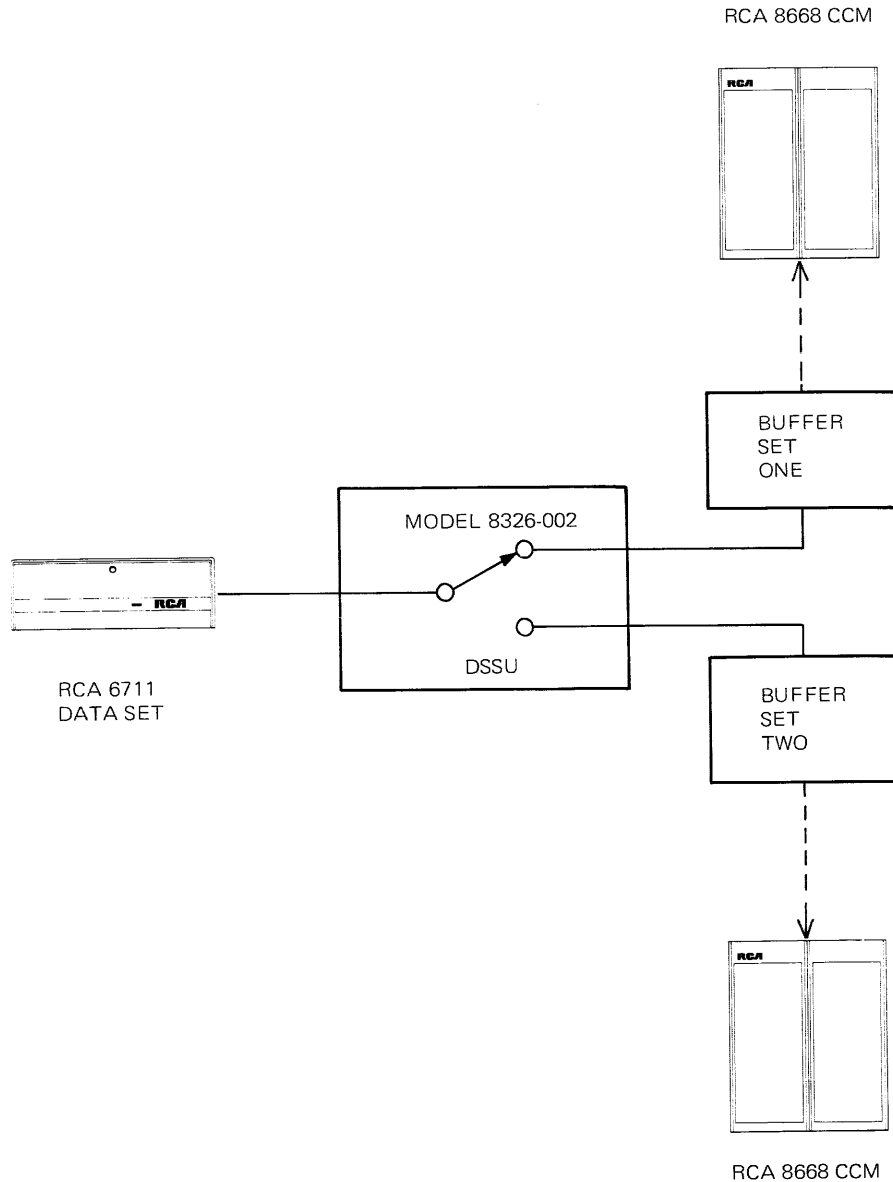 RCA 8668 CCM
RCA
BUFFER
SET
ONE
MODEL 8326-002
RCA
DSSU
RCA 6711
DATA SET
BUFFER
SET
TWO
RCA
RCA 8668 CCM